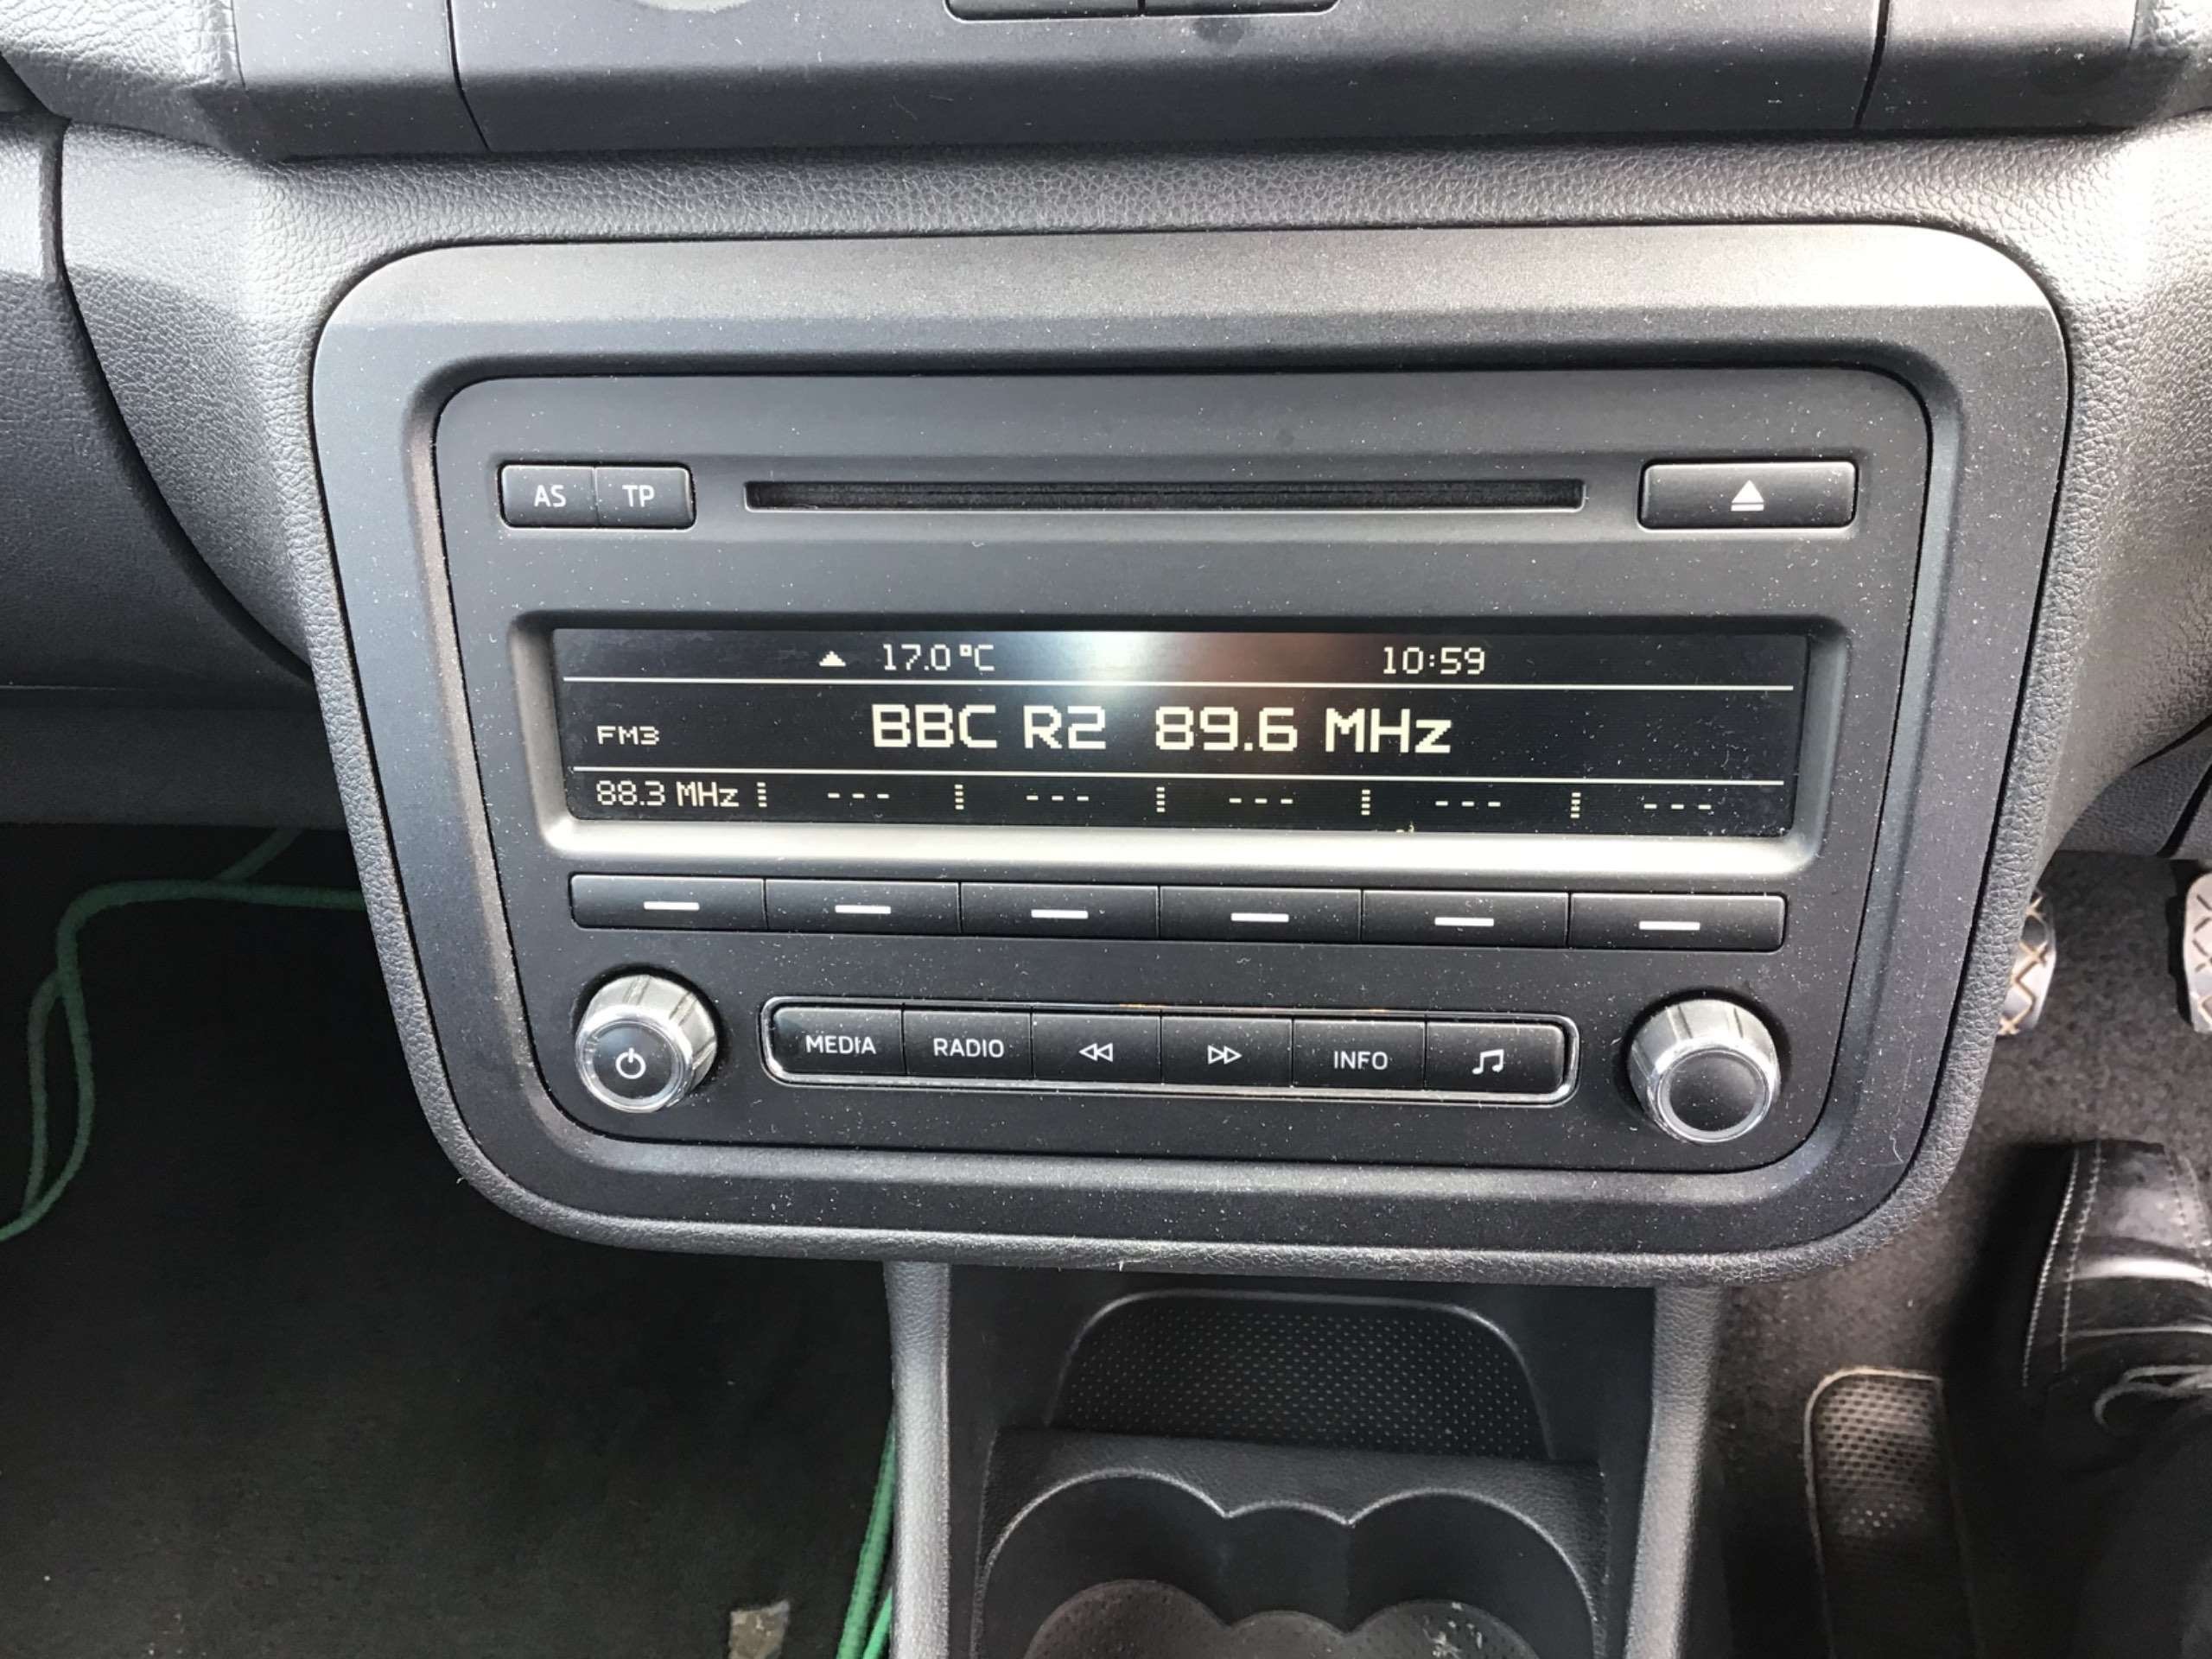 AS TP
17.0°C 10:59
FM3 BBC R2 89.6 MHz
88.3 MHz --- --- --- --- ---
MEDIA RADIO INFO